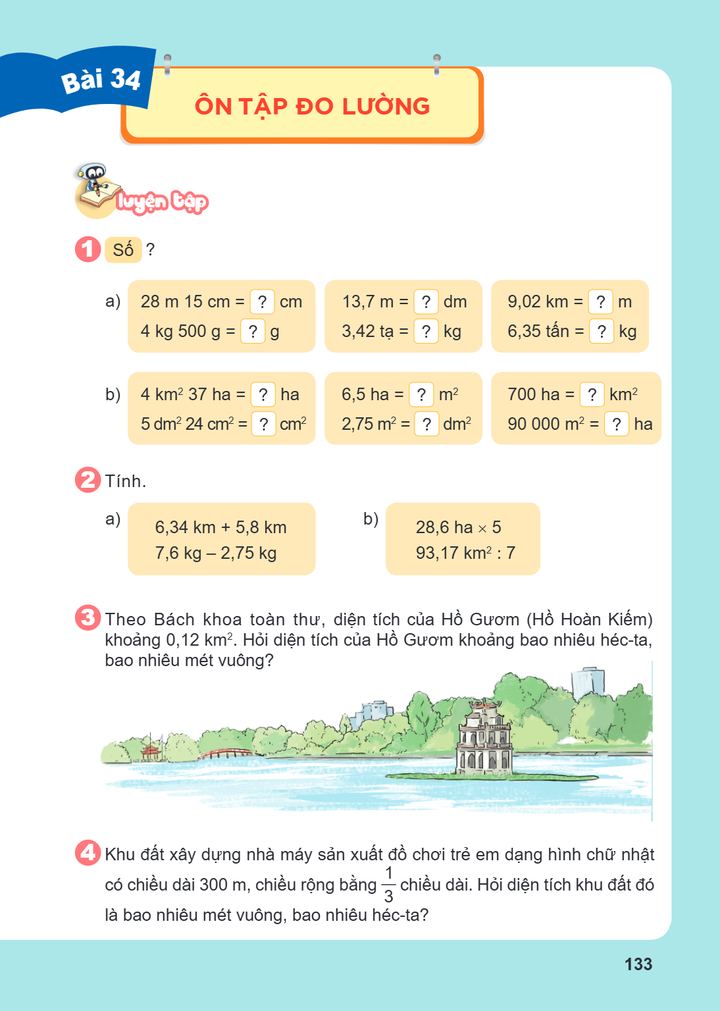 Bài 34
ÔN TẬP ĐO LƯỜNG
luyện tập
1 Số ?
a) 28 m 15 cm = ? cm 13,7 m = ? dm 9,02 km = ? m
4 kg 500 g = ? g 3,42 tạ = ? kg 6,35 tấn = ? kg
b) 4 km² 37 ha = ? ha 6,5 ha = ? m² 700 ha = ? km²
5 dm² 24 cm² = ? cm² 2,75 m² = ? dm² 90 000 m² = ? ha
2 Tính.
a) 6,34 km + 5,8 km b) 28,6 ha × 5
7,6 kg – 2,75 kg 93,17 km² : 7
3 Theo Bách khoa toàn thư, diện tích của Hồ Gươm (Hồ Hoàn Kiếm)
khoảng 0,12 km². Hỏi diện tích của Hồ Gươm khoảng bao nhiêu héc-ta,
bao nhiêu mét vuông?
4 Khu đất xây dựng nhà máy sản xuất đồ chơi trẻ em dạng hình chữ nhật
có chiều dài 300 m, chiều rộng bằng 1/3 chiều dài. Hỏi diện tích khu đất đó
là bao nhiêu mét vuông, bao nhiêu héc-ta?
133